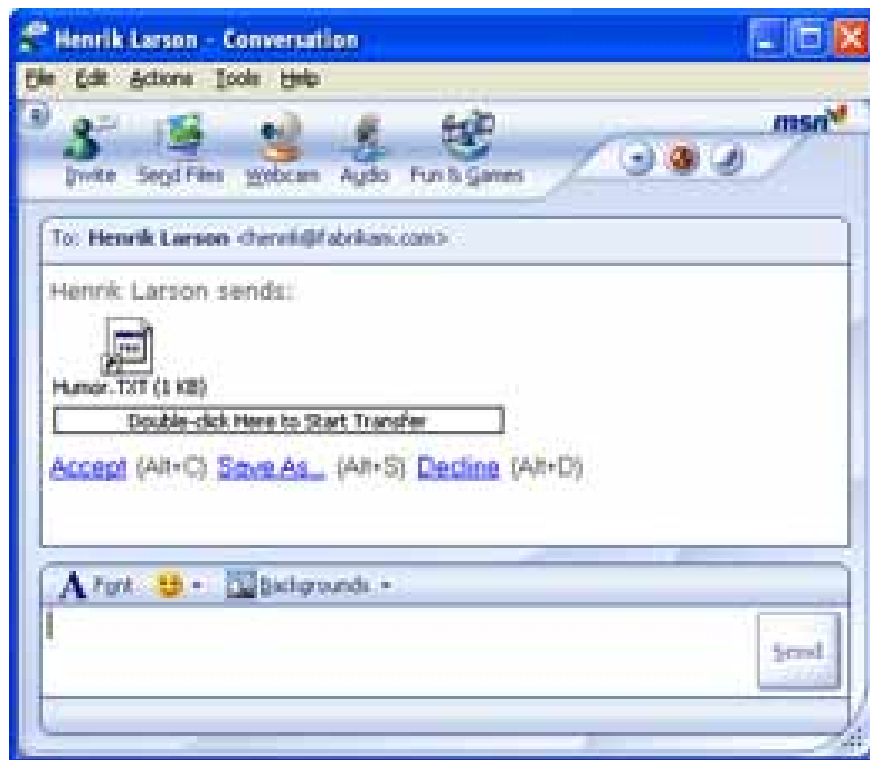 Henrik Larson - Conversation
File Edit Actions Tools Help
msn
Invite Send Files Webcam Audio Fun & Games
To: Henrik Larson <henrik@fabrikam.com>
Henrik Larson sends:
Humor.TXT (1 KB)
Double-click Here to Start Transfer
Accept (Alt+C) Save As... (Alt+S) Decline (Alt+D)
Font Backgrounds
Send